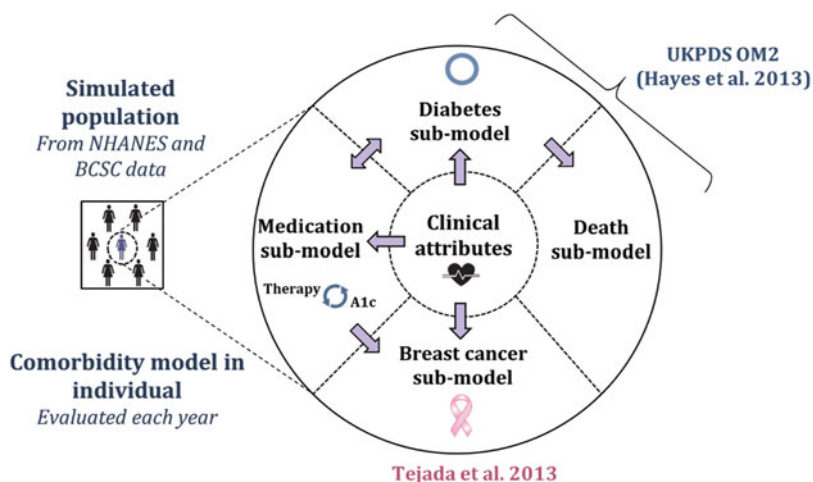 Simulated
population
From NHANES and
BCSC data
Comorbidity model in
individual
Evaluated each year
UKPDS OM2
(Hayes et al. 2013)
Diabetes
sub-model
Medication
sub-model
Therapy
A1c
Clinical
attributes
Death
sub-model
Breast cancer
sub-model
Tejada et al. 2013